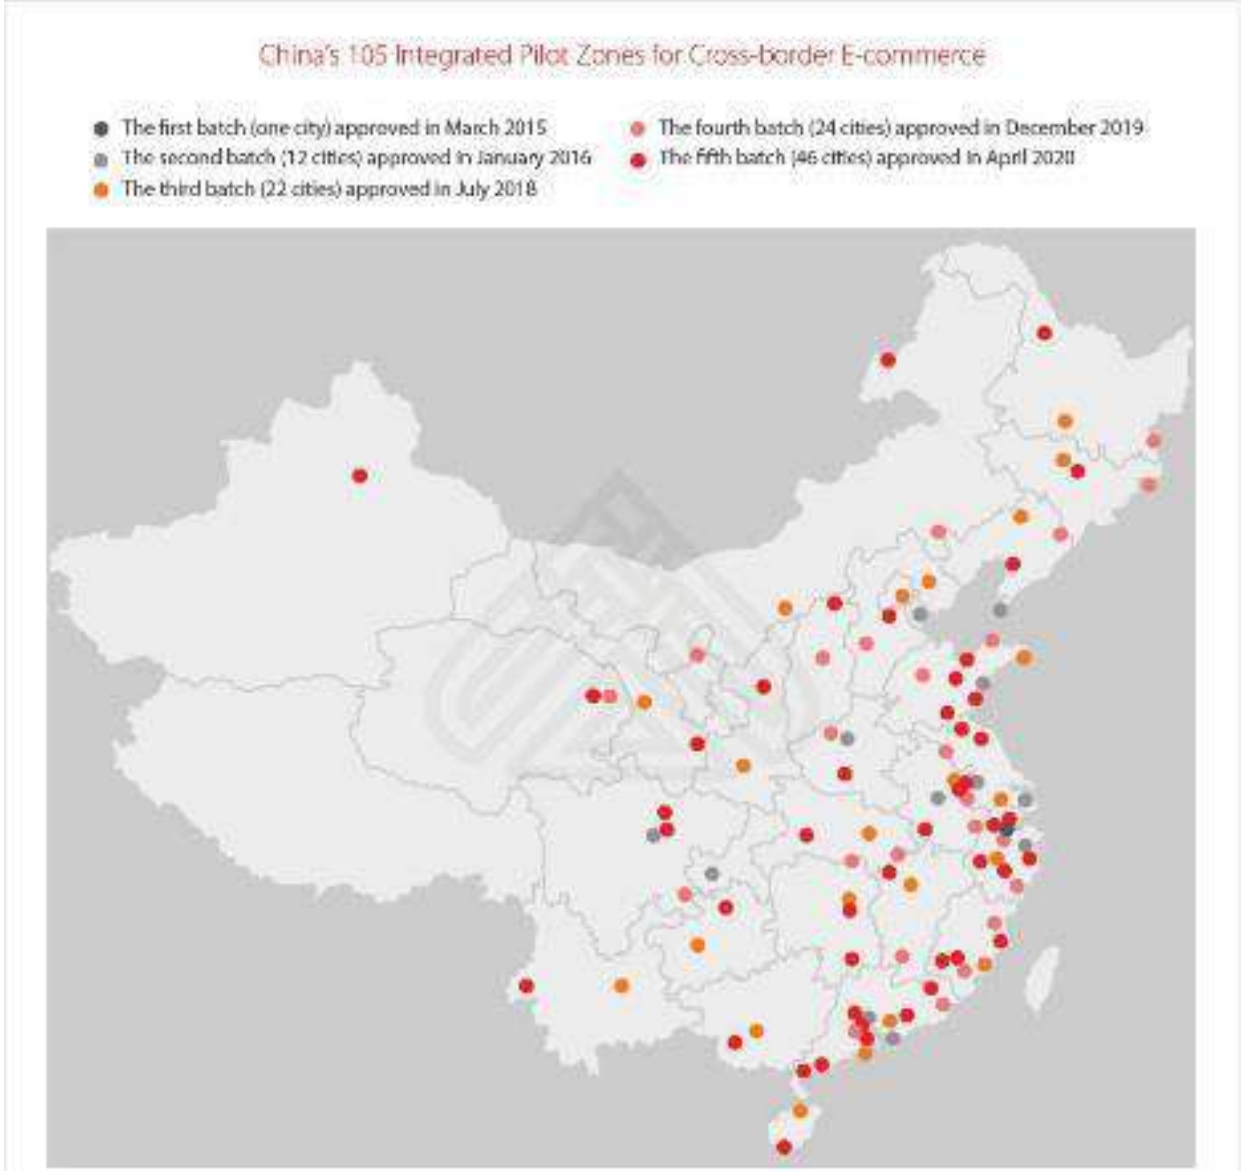 China's 105 Integrated Pilot Zones for Cross-border E-commerce
The first batch (one city) approved in March 2015
The second batch (12 cities) approved in January 2016
The third batch (22 cities) approved in July 2018
The fourth batch (24 cities) approved in December 2019
The fifth batch (46 cities) approved in April 2020